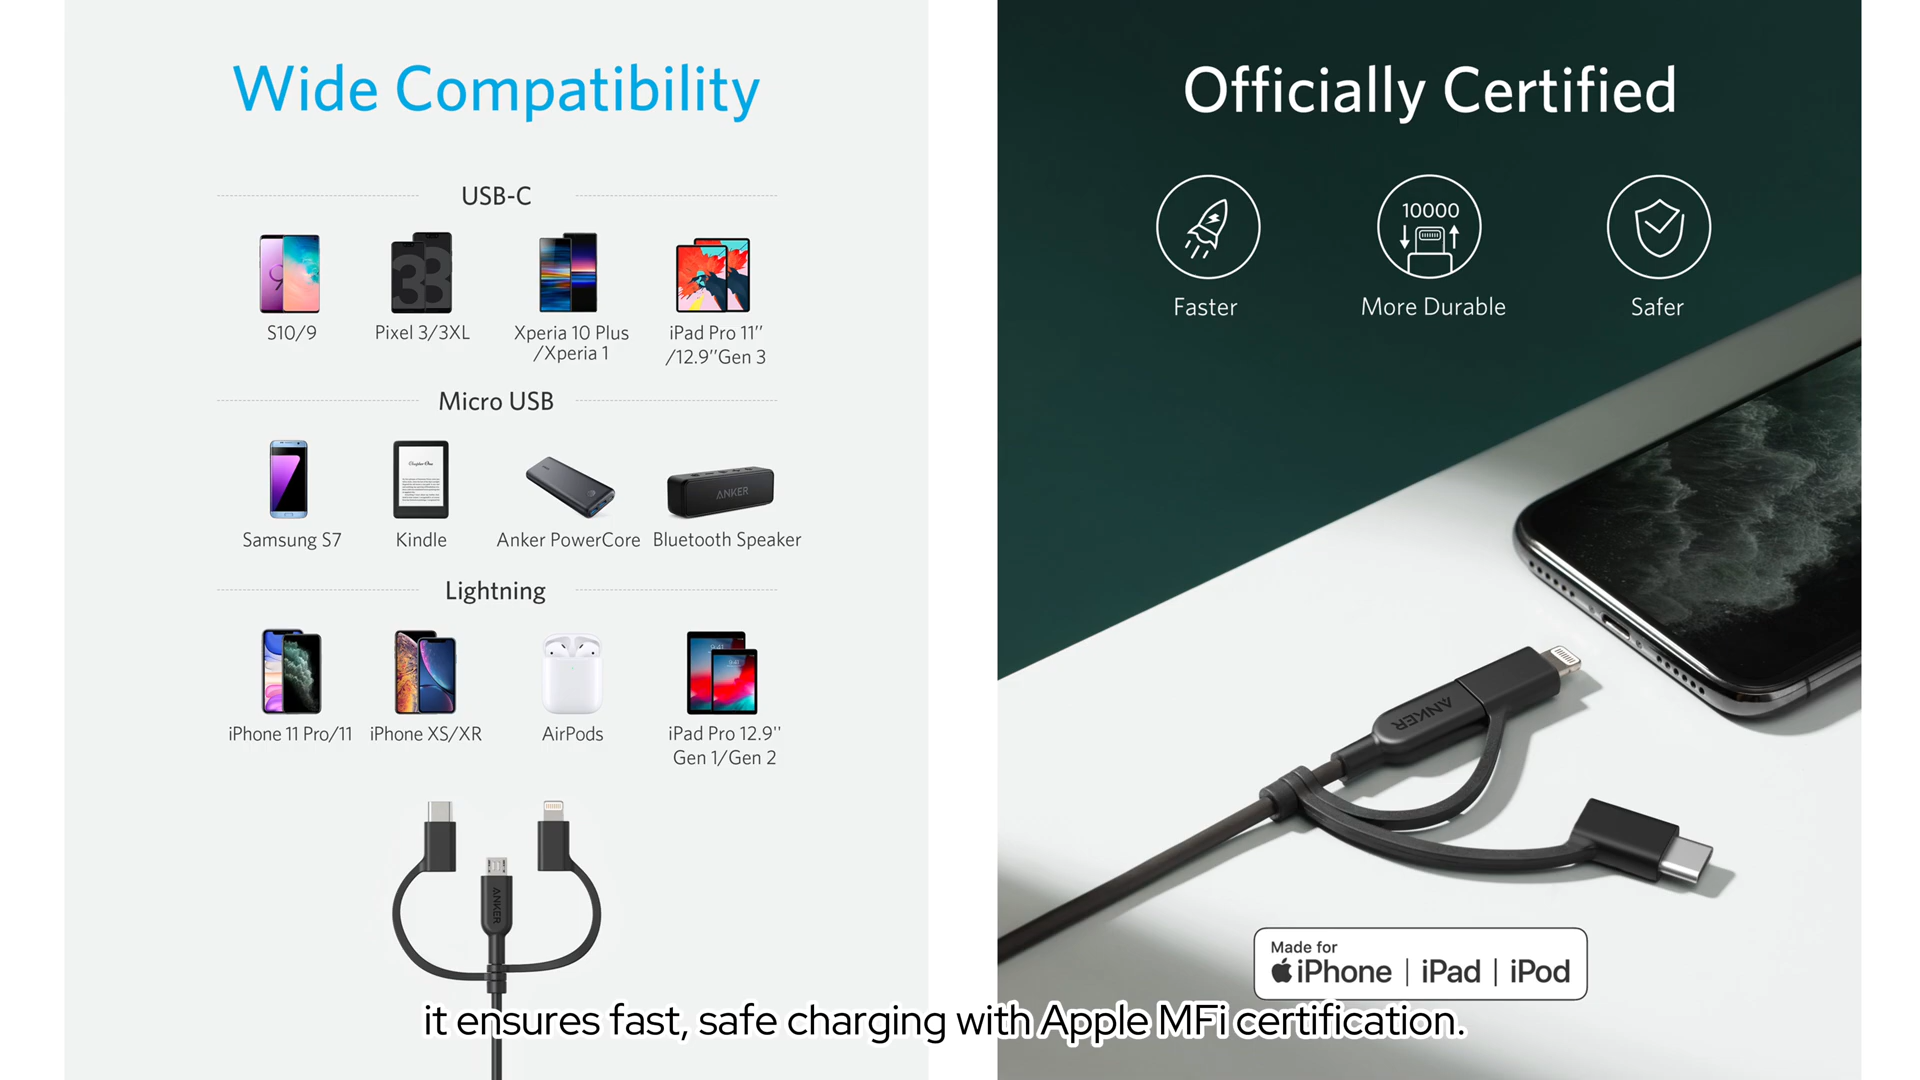 Wide Compatibility
USB-C
S10/9
Pixel 3/3XL
Xperia 10 Plus
/Xperia 1
iPad Pro 11''
/12.9''Gen 3
Micro USB
Samsung S7
Kindle
Anker PowerCore
Bluetooth Speaker
ANKER
Lightning
iPhone 11 Pro/11
iPhone XS/XR
AirPods
iPad Pro 12.9''
Gen 1/Gen 2
ANKER
Officially Certified
10000
Faster
More Durable
Safer
ANKER
Made for
iPhone | iPad | iPod
it ensures fast, safe charging with Apple MFi certification.